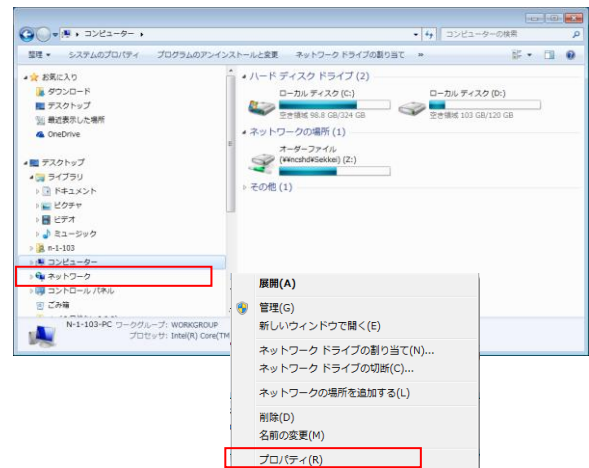 コンピューター
コンピューターの検索
整理 システムのプロパティ プログラムのアンインストールと変更 ネットワーク ドライブの割り当て »
お気に入り
ダウンロード
デスクトップ
最近表示した場所
OneDrive
デスクトップ
ライブラリ
ドキュメント
ピクチャ
ビデオ
ミュージック
n-1-103
コンピューター
ネットワーク
コントロール パネル
ごみ箱
ハード ディスク ドライブ (2)
ローカル ディスク (C:)
空き領域 98.8 GB/324 GB
ローカル ディスク (D:)
空き領域 103 GB/120 GB
ネットワークの場所 (1)
オーダーファイル
(¥¥ncshd¥Sekkei) (Z:)
その他 (1)
N-1-103-PC ワークグループ: WORKGROUP
プロセッサ: Intel(R) Core(TM
展開(A)
管理(G)
新しいウィンドウで開く(E)
ネットワーク ドライブの割り当て(N)...
ネットワーク ドライブの切断(C)...
ネットワークの場所を追加する(L)
削除(D)
名前の変更(M)
プロパティ(R)